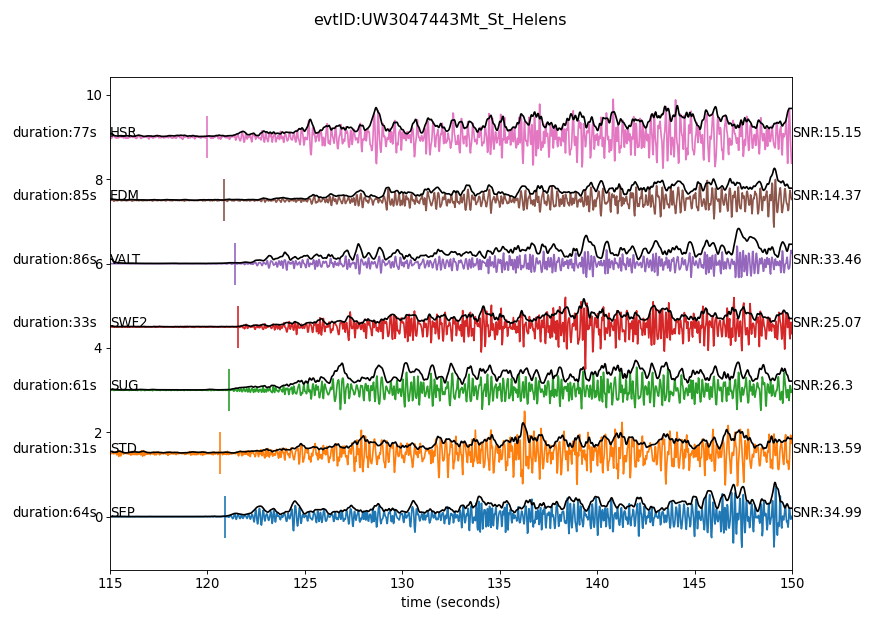 evtID:UW3047443Mt_St_Helens
10
duration:77s HSR SNR:15.15
8
duration:85s EDM SNR:14.37
duration:86s VALT SNR:33.46
6
duration:33s SWF2 SNR:25.07
4
duration:61s SUG SNR:26.3
2
duration:31s STD SNR:13.59
duration:64s SEP SNR:34.99
0
115 120 125 130 135 140 145 150
time (seconds)